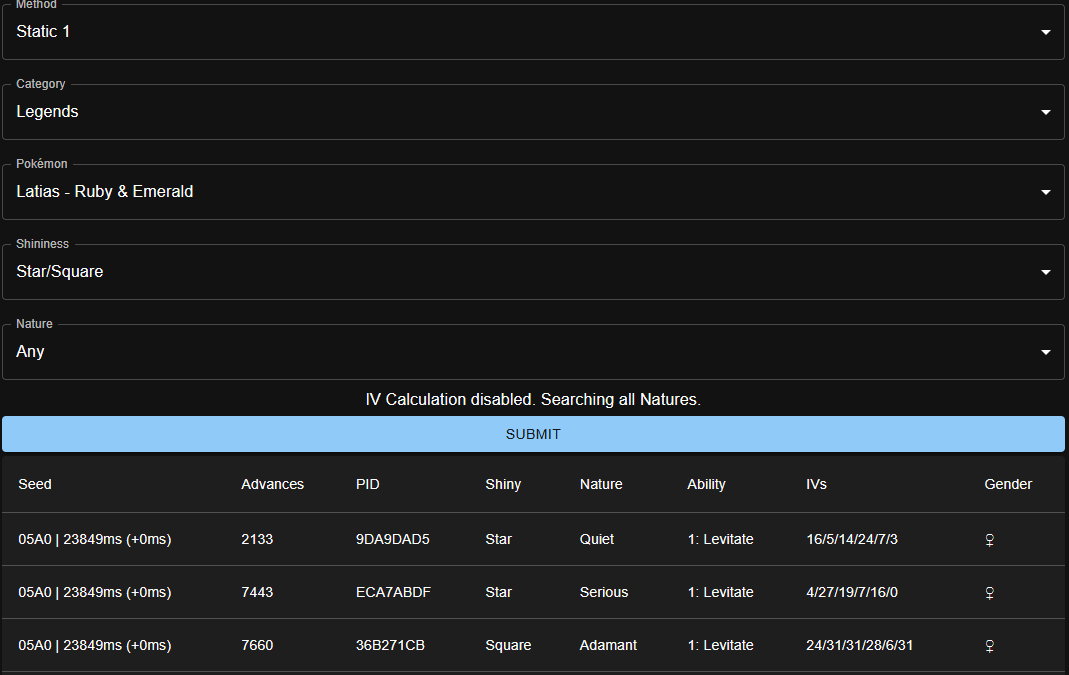 Method
Static 1
Category
Legends
Pokémon
Latias - Ruby & Emerald
Shininess
Star/Square
Nature
Any
IV Calculation disabled. Searching all Natures.
SUBMIT
Seed Advances PID Shiny Nature Ability IVs Gender
05A0 | 23849ms (+0ms) 2133 9DA9DAD5 Star Quiet 1: Levitate 16/5/14/24/7/3 ♀
05A0 | 23849ms (+0ms) 7443 ECA7ABDF Star Serious 1: Levitate 4/27/19/7/16/0 ♀
05A0 | 23849ms (+0ms) 7660 36B271CB Square Adamant 1: Levitate 24/31/31/28/6/31 ♀